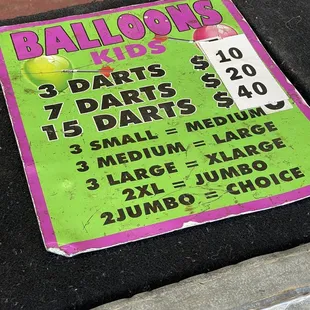 BALLOONS
KIDS
3 DARTS $ 10
7 DARTS $ 20
15 DARTS $ 40
3 SMALL = MEDIUM
3 MEDIUM = LARGE
3 LARGE = XLARGE
2XL = JUMBO
2JUMBO = CHOICE